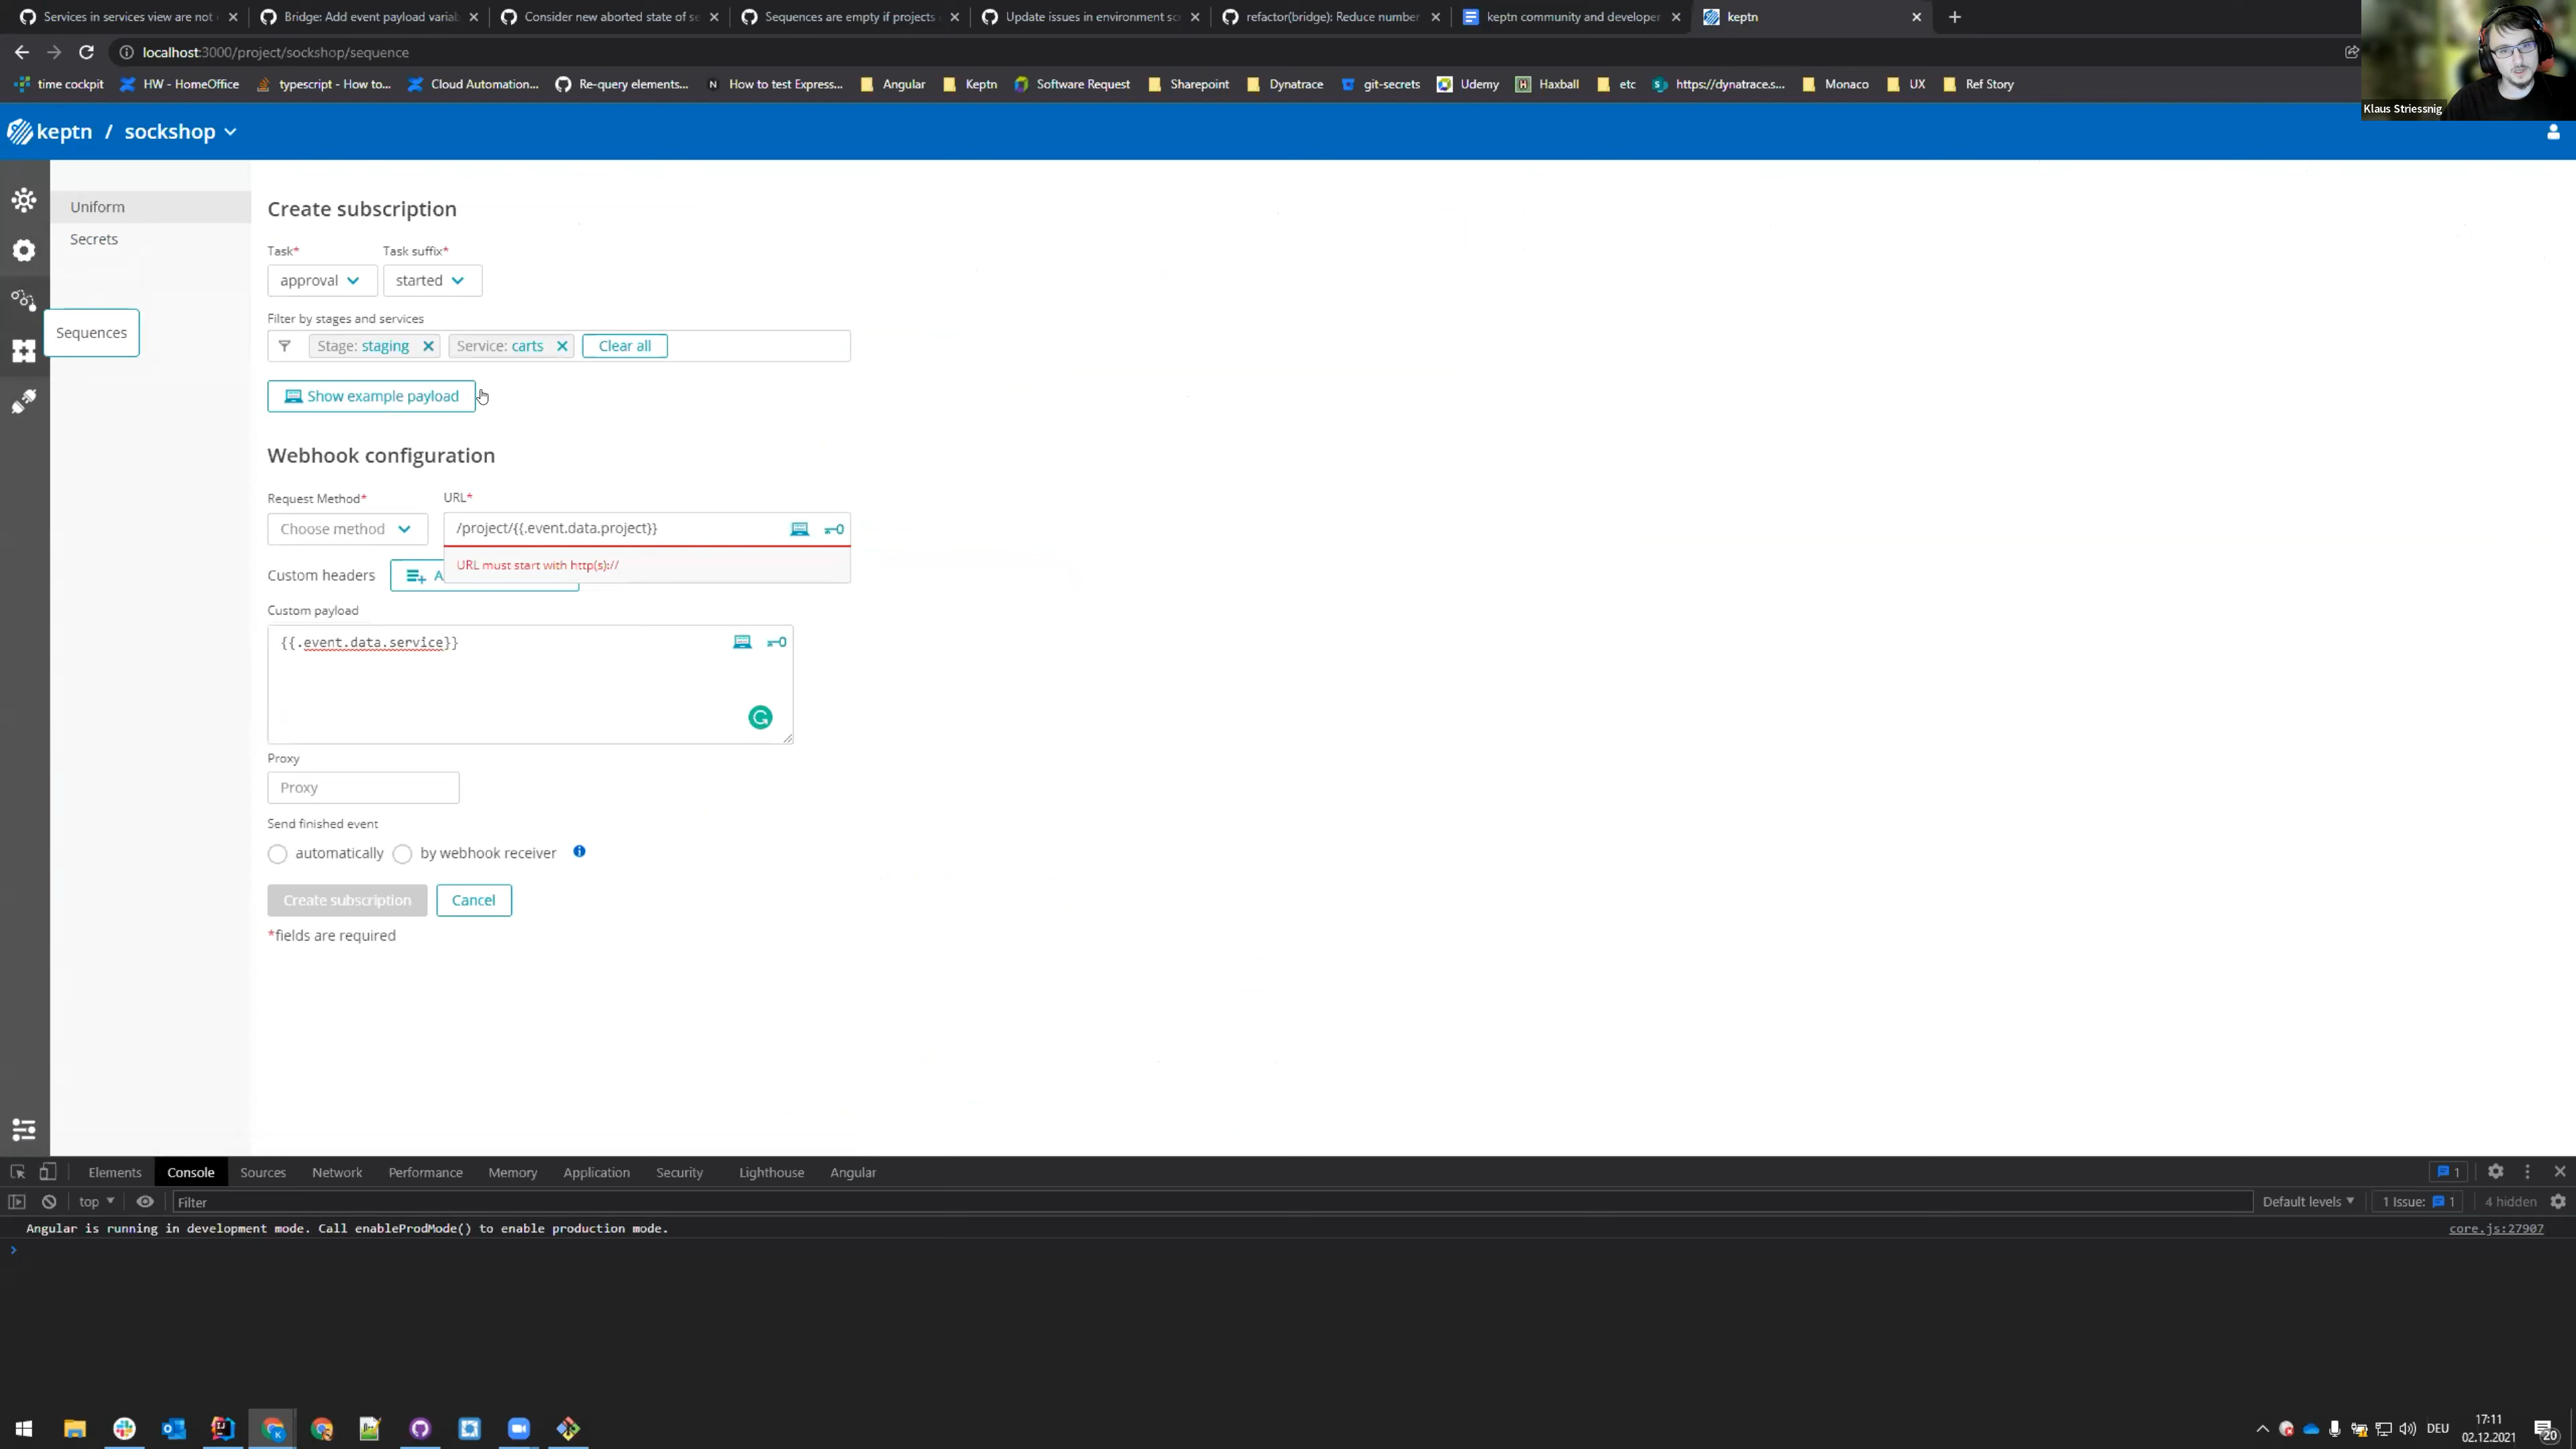 Services in services view are not
Bridge: Add event payload variab
Consider new aborted state of se
Sequences are empty if projects
Update issues in environment sc
refactor(bridge): Reduce number
keptn community and developer
keptn
localhost:3000/project/sockshop/sequence
time cockpit
HW - HomeOffice
typescript - How to...
Cloud Automation...
Re-query elements...
How to test Express...
Angular
Keptn
Software Request
Sharepoint
Dynatrace
git-secrets
Udemy
Haxball
etc
https://dynatrace.s...
Monaco
UX
Ref Story
Klaus Striessnig
keptn / sockshop
Uniform
Secrets
Sequences
Create subscription
Task* Task suffix*
approval started
Filter by stages and services
Stage: staging Service: carts Clear all
Show example payload
Webhook configuration
Request Method* URL*
Choose method /project/{{.event.data.project}}
URL must start with http(s)://
Custom headers A
Custom payload
{{.event.data.service}}
Proxy
Proxy
Send finished event
automatically by webhook receiver
Create subscription Cancel
*fields are required
Elements Console Sources Network Performance Memory Application Security Lighthouse Angular 1
top Filter Default levels 1 Issue: 1 4 hidden
Angular is running in development mode. Call enableProdMode() to enable production mode. core.js:27907
DEU
17:11
02.12.2021
20